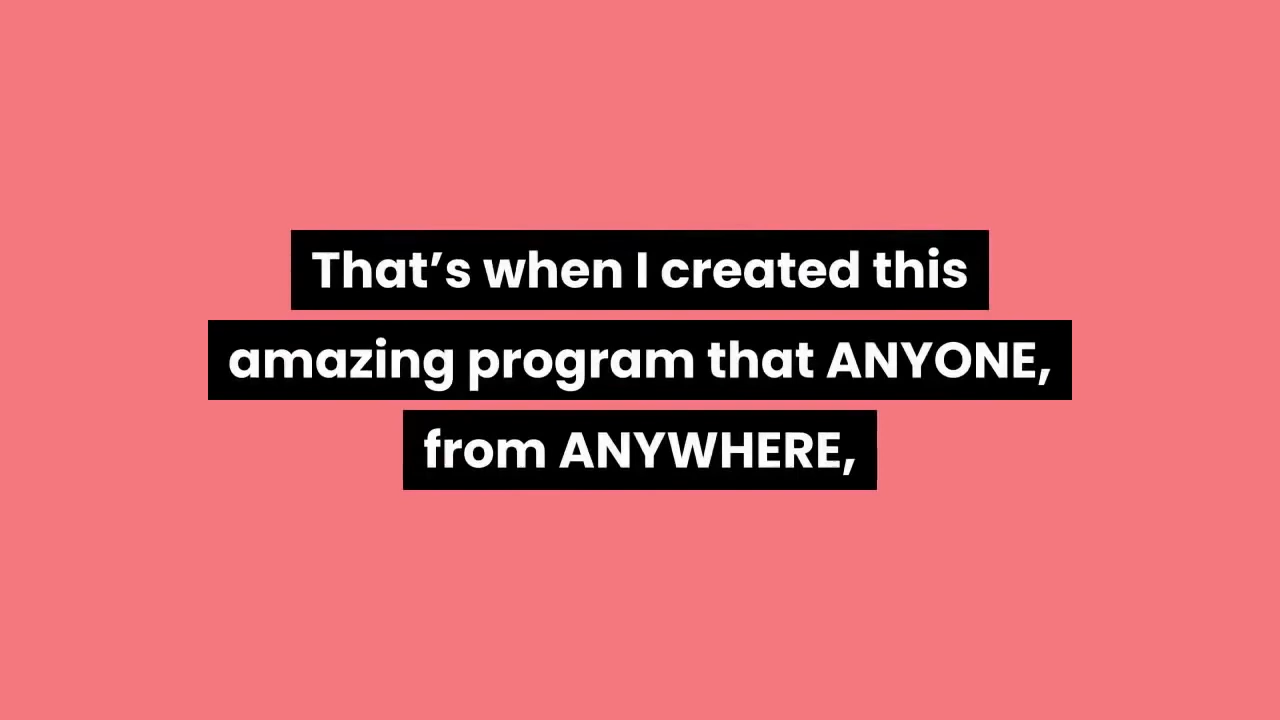 That’s when I created this
amazing program that ANYONE,
from ANYWHERE,